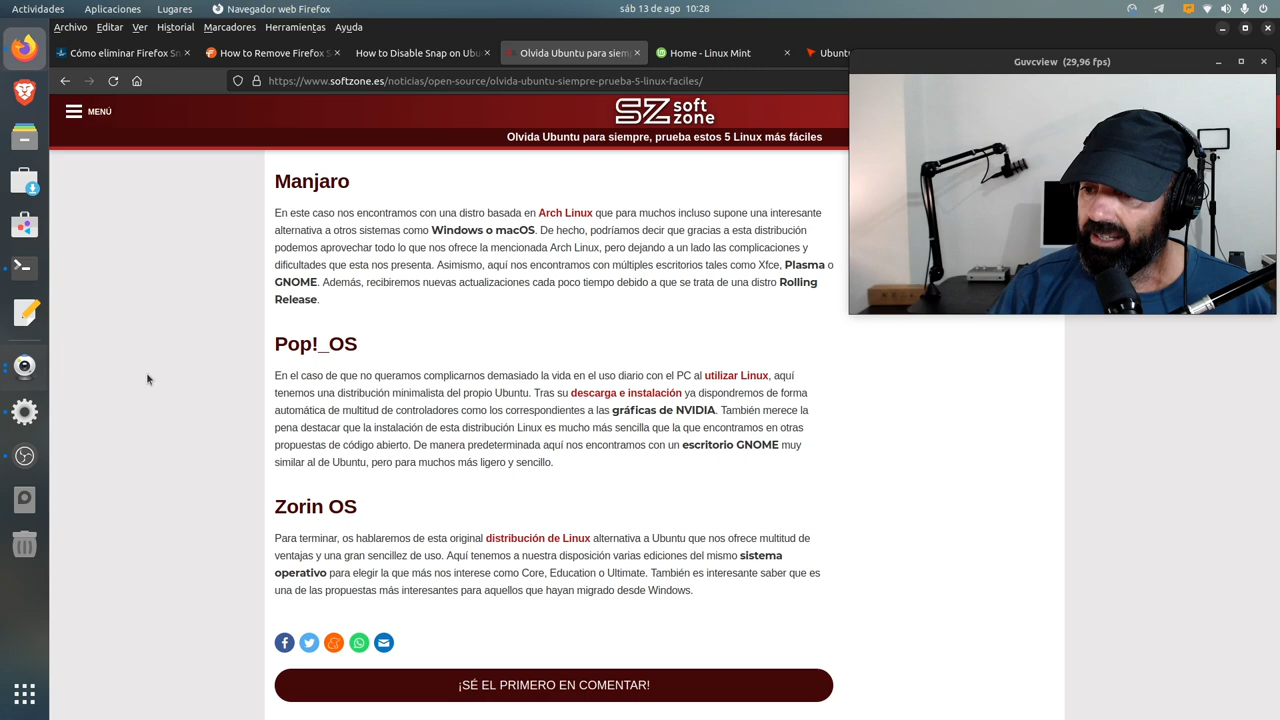 Actividades Aplicaciones Lugares Navegador web Firefox sáb 13 de ago 10:28
Archivo Editar Ver Historial Marcadores Herramientas Ayuda
Cómo eliminar Firefox Sn
How to Remove Firefox S
How to Disable Snap on Ubu
Olvida Ubuntu para siem
Home - Linux Mint
Ubuntu
https://www.softzone.es/noticias/open-source/olvida-ubuntu-siempre-prueba-5-linux-faciles/
Guvcview (29,96 fps)
MENÚ
SZ soft zone
Olvida Ubuntu para siempre, prueba estos 5 Linux más fáciles
Manjaro
En este caso nos encontramos con una distro basada en Arch Linux que para muchos incluso supone una interesante
alternativa a otros sistemas como Windows o macOS. De hecho, podríamos decir que gracias a esta distribución
podemos aprovechar todo lo que nos ofrece la mencionada Arch Linux, pero dejando a un lado las complicaciones y
dificultades que esta nos presenta. Asimismo, aquí nos encontramos con múltiples escritorios tales como Xfce, Plasma o
GNOME. Además, recibiremos nuevas actualizaciones cada poco tiempo debido a que se trata de una distro Rolling
Release.
Pop!_OS
En el caso de que no queramos complicarnos demasiado la vida en el uso diario con el PC al utilizar Linux, aquí
tenemos una distribución minimalista del propio Ubuntu. Tras su descarga e instalación ya dispondremos de forma
automática de multitud de controladores como los correspondientes a las gráficas de NVIDIA. También merece la
pena destacar que la instalación de esta distribución Linux es mucho más sencilla que la que encontramos en otras
propuestas de código abierto. De manera predeterminada aquí nos encontramos con un escritorio GNOME muy
similar al de Ubuntu, pero para muchos más ligero y sencillo.
Zorin OS
Para terminar, os hablaremos de esta original distribución de Linux alternativa a Ubuntu que nos ofrece multitud de
ventajas y una gran sencillez de uso. Aquí tenemos a nuestra disposición varias ediciones del mismo sistema
operativo para elegir la que más nos interese como Core, Education o Ultimate. También es interesante saber que es
una de las propuestas más interesantes para aquellos que hayan migrado desde Windows.
¡SÉ EL PRIMERO EN COMENTAR!